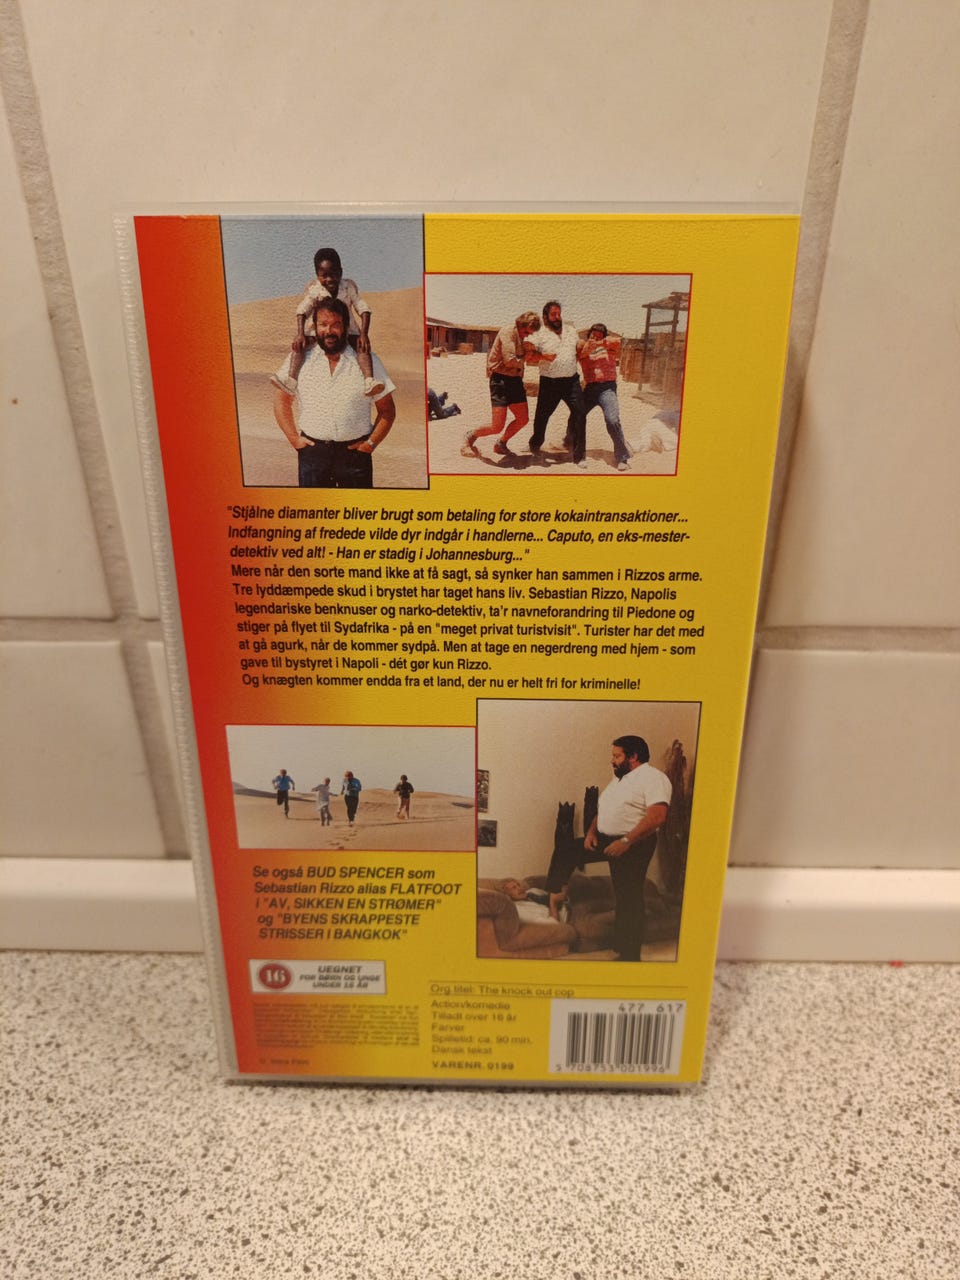 "Stjålne diamanter bliver brugt som betaling for store kokaintransaktioner...
Indfangning af fredede vilde dyr indgår i handlerne... Caputo, en eks-mester-
detektiv ved alt! - Han er stadig i Johannesburg..."
Mere når den sorte mand ikke at få sagt, så synker han sammen i Rizzos arme.
Tre lyddæmpede skud i brystet har taget hans liv. Sebastian Rizzo, Napolis
legendariske benknuser og narko-detektiv, ta'r navneforandring til Piedone og
stiger på flyet til Sydafrika - på en "meget privat turistvisit". Turister har det med
at gå agurk, når de kommer sydpå. Men at tage en negerdreng med hjem - som
gave til bystyret i Napoli - dét gør kun Rizzo.
Og knægten kommer endda fra et land, der nu er helt fri for kriminelle!
Se også BUD SPENCER som
Sebastian Rizzo alias FLATFOOT
i "AV, SIKKEN EN STRØMER"
og "BYENS SKRAPPESTE
STRISSER I BANGKOK"
16
UEGNET
FOR BØRN OG UNGE
UNDER 16 ÅR
Org titel: The knock out cop
Action/komedie
Tilladt over 16 år
Farver
Spilletid: ca. 90 min.
Dansk tekst
VARENR. 0199
477 617
5 708753 001996